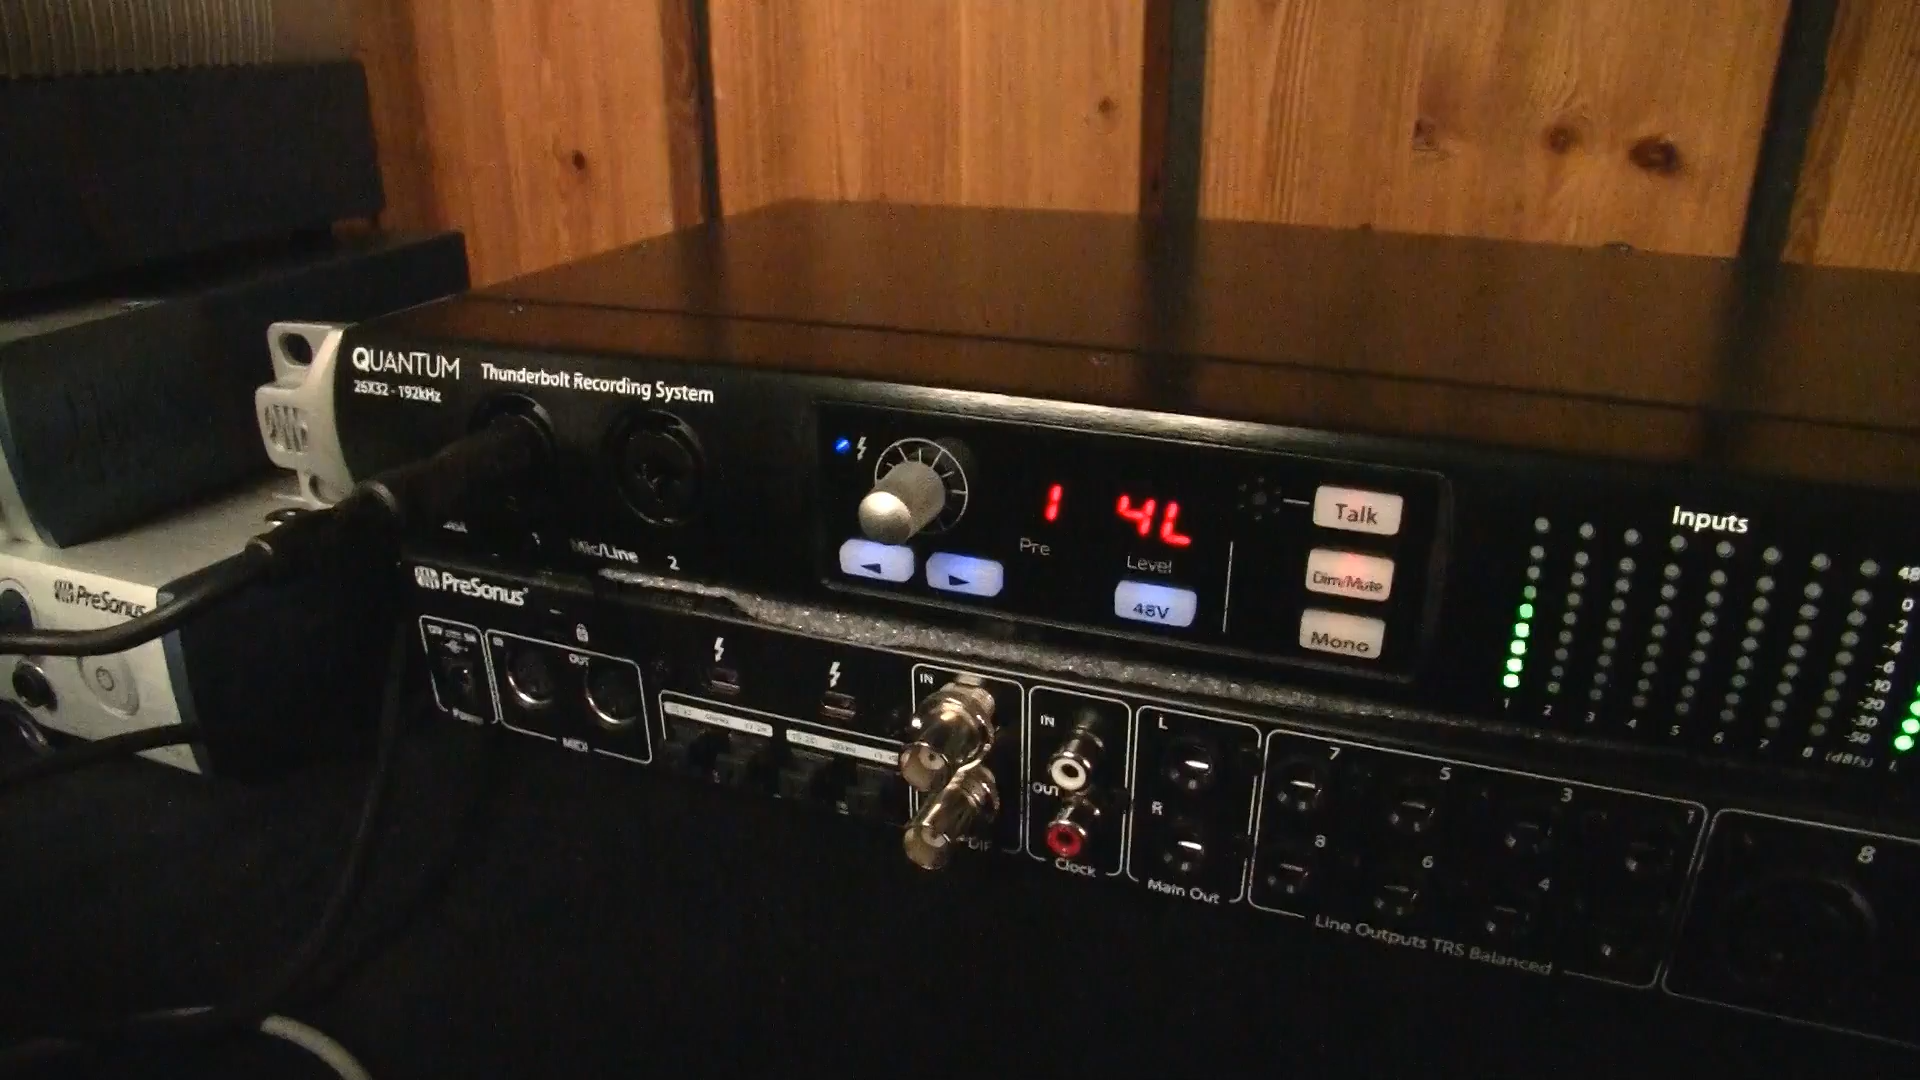 QUANTUM
26X32 - 192kHz
Thunderbolt Recording System
1
Mic/Line
2
1
Pre
4L
Level
48V
Talk
Dim/Mute
Mono
Inputs
48
0
-2
-4
-6
-10
-20
-30
-50
1 2 3 4 5 6 7 8 (dBfs) L
PreSonus
PreSonus
IN
OUT
MIDI
Power
IN
IN
OUT
Clock
L
R
Main Out
7 5 3 1
8 6 4
Line Outputs TRS Balanced
8